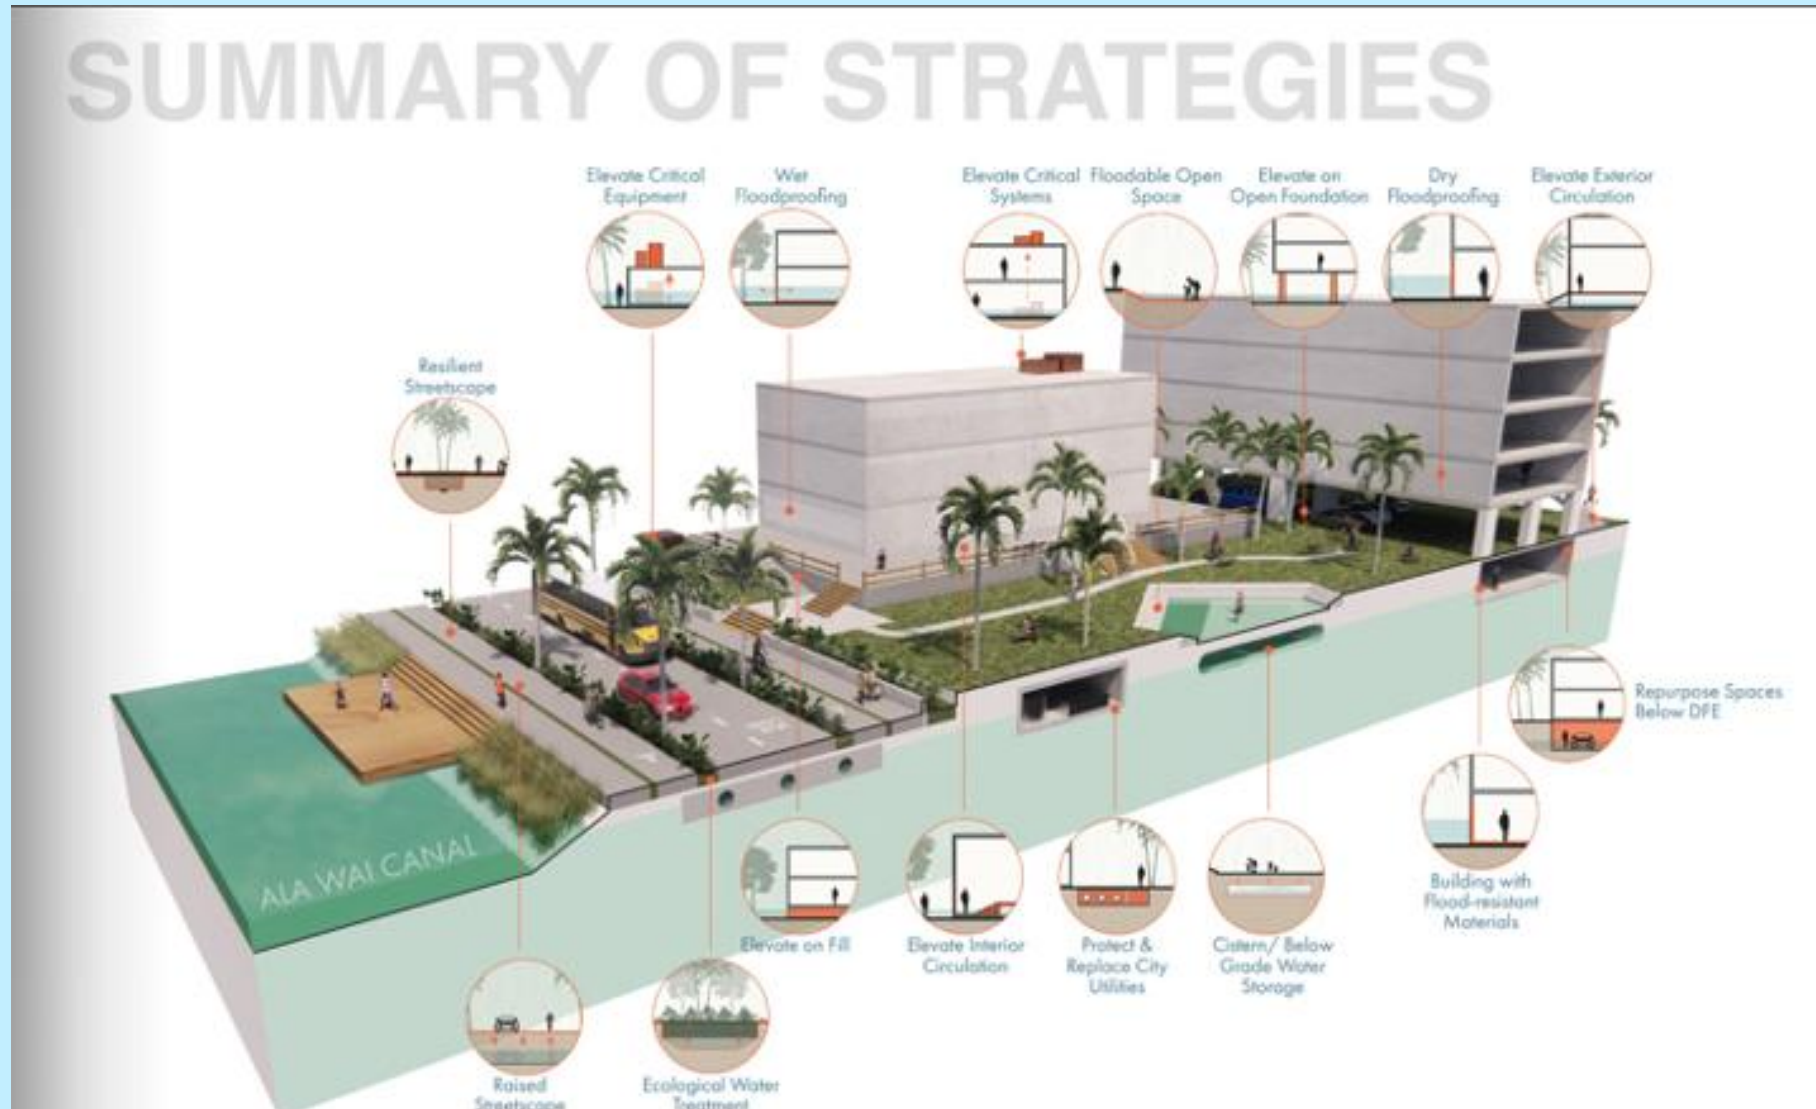 SUMMARY OF STRATEGIES
Elevate Critical
Equipment
Wet
Floodproofing
Elevate Critical
Systems
Floodable Open
Space
Elevate on
Open Foundation
Dry
Floodproofing
Elevate Exterior
Circulation
Resilient
Streetscape
ALA WAI CANAL
Repurpose Spaces
Below DFE
Building with
Flood-resistant
Materials
Elevate on Fill
Elevate Interior
Circulation
Protect &
Replace City
Utilities
Cistern/ Below
Grade Water
Storage
Raised
Streetscape
Ecological Water
Treatment